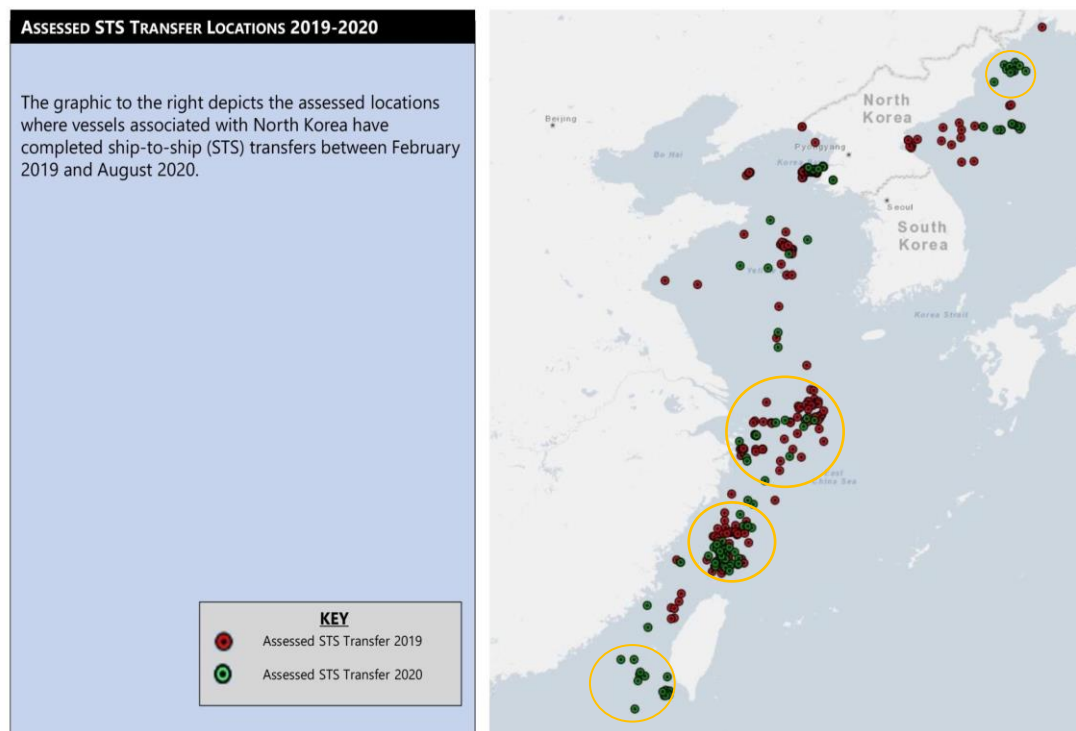 ASSESSED STS TRANSFER LOCATIONS 2019-2020
The graphic to the right depicts the assessed locations
where vessels associated with North Korea have
completed ship-to-ship (STS) transfers between February
2019 and August 2020.
KEY
Assessed STS Transfer 2019
Assessed STS Transfer 2020
Beijing
Bo Hai
North
Korea
Pyongyang
Korea
Seoul
South
Korea
Korea Strait
East
China Sea